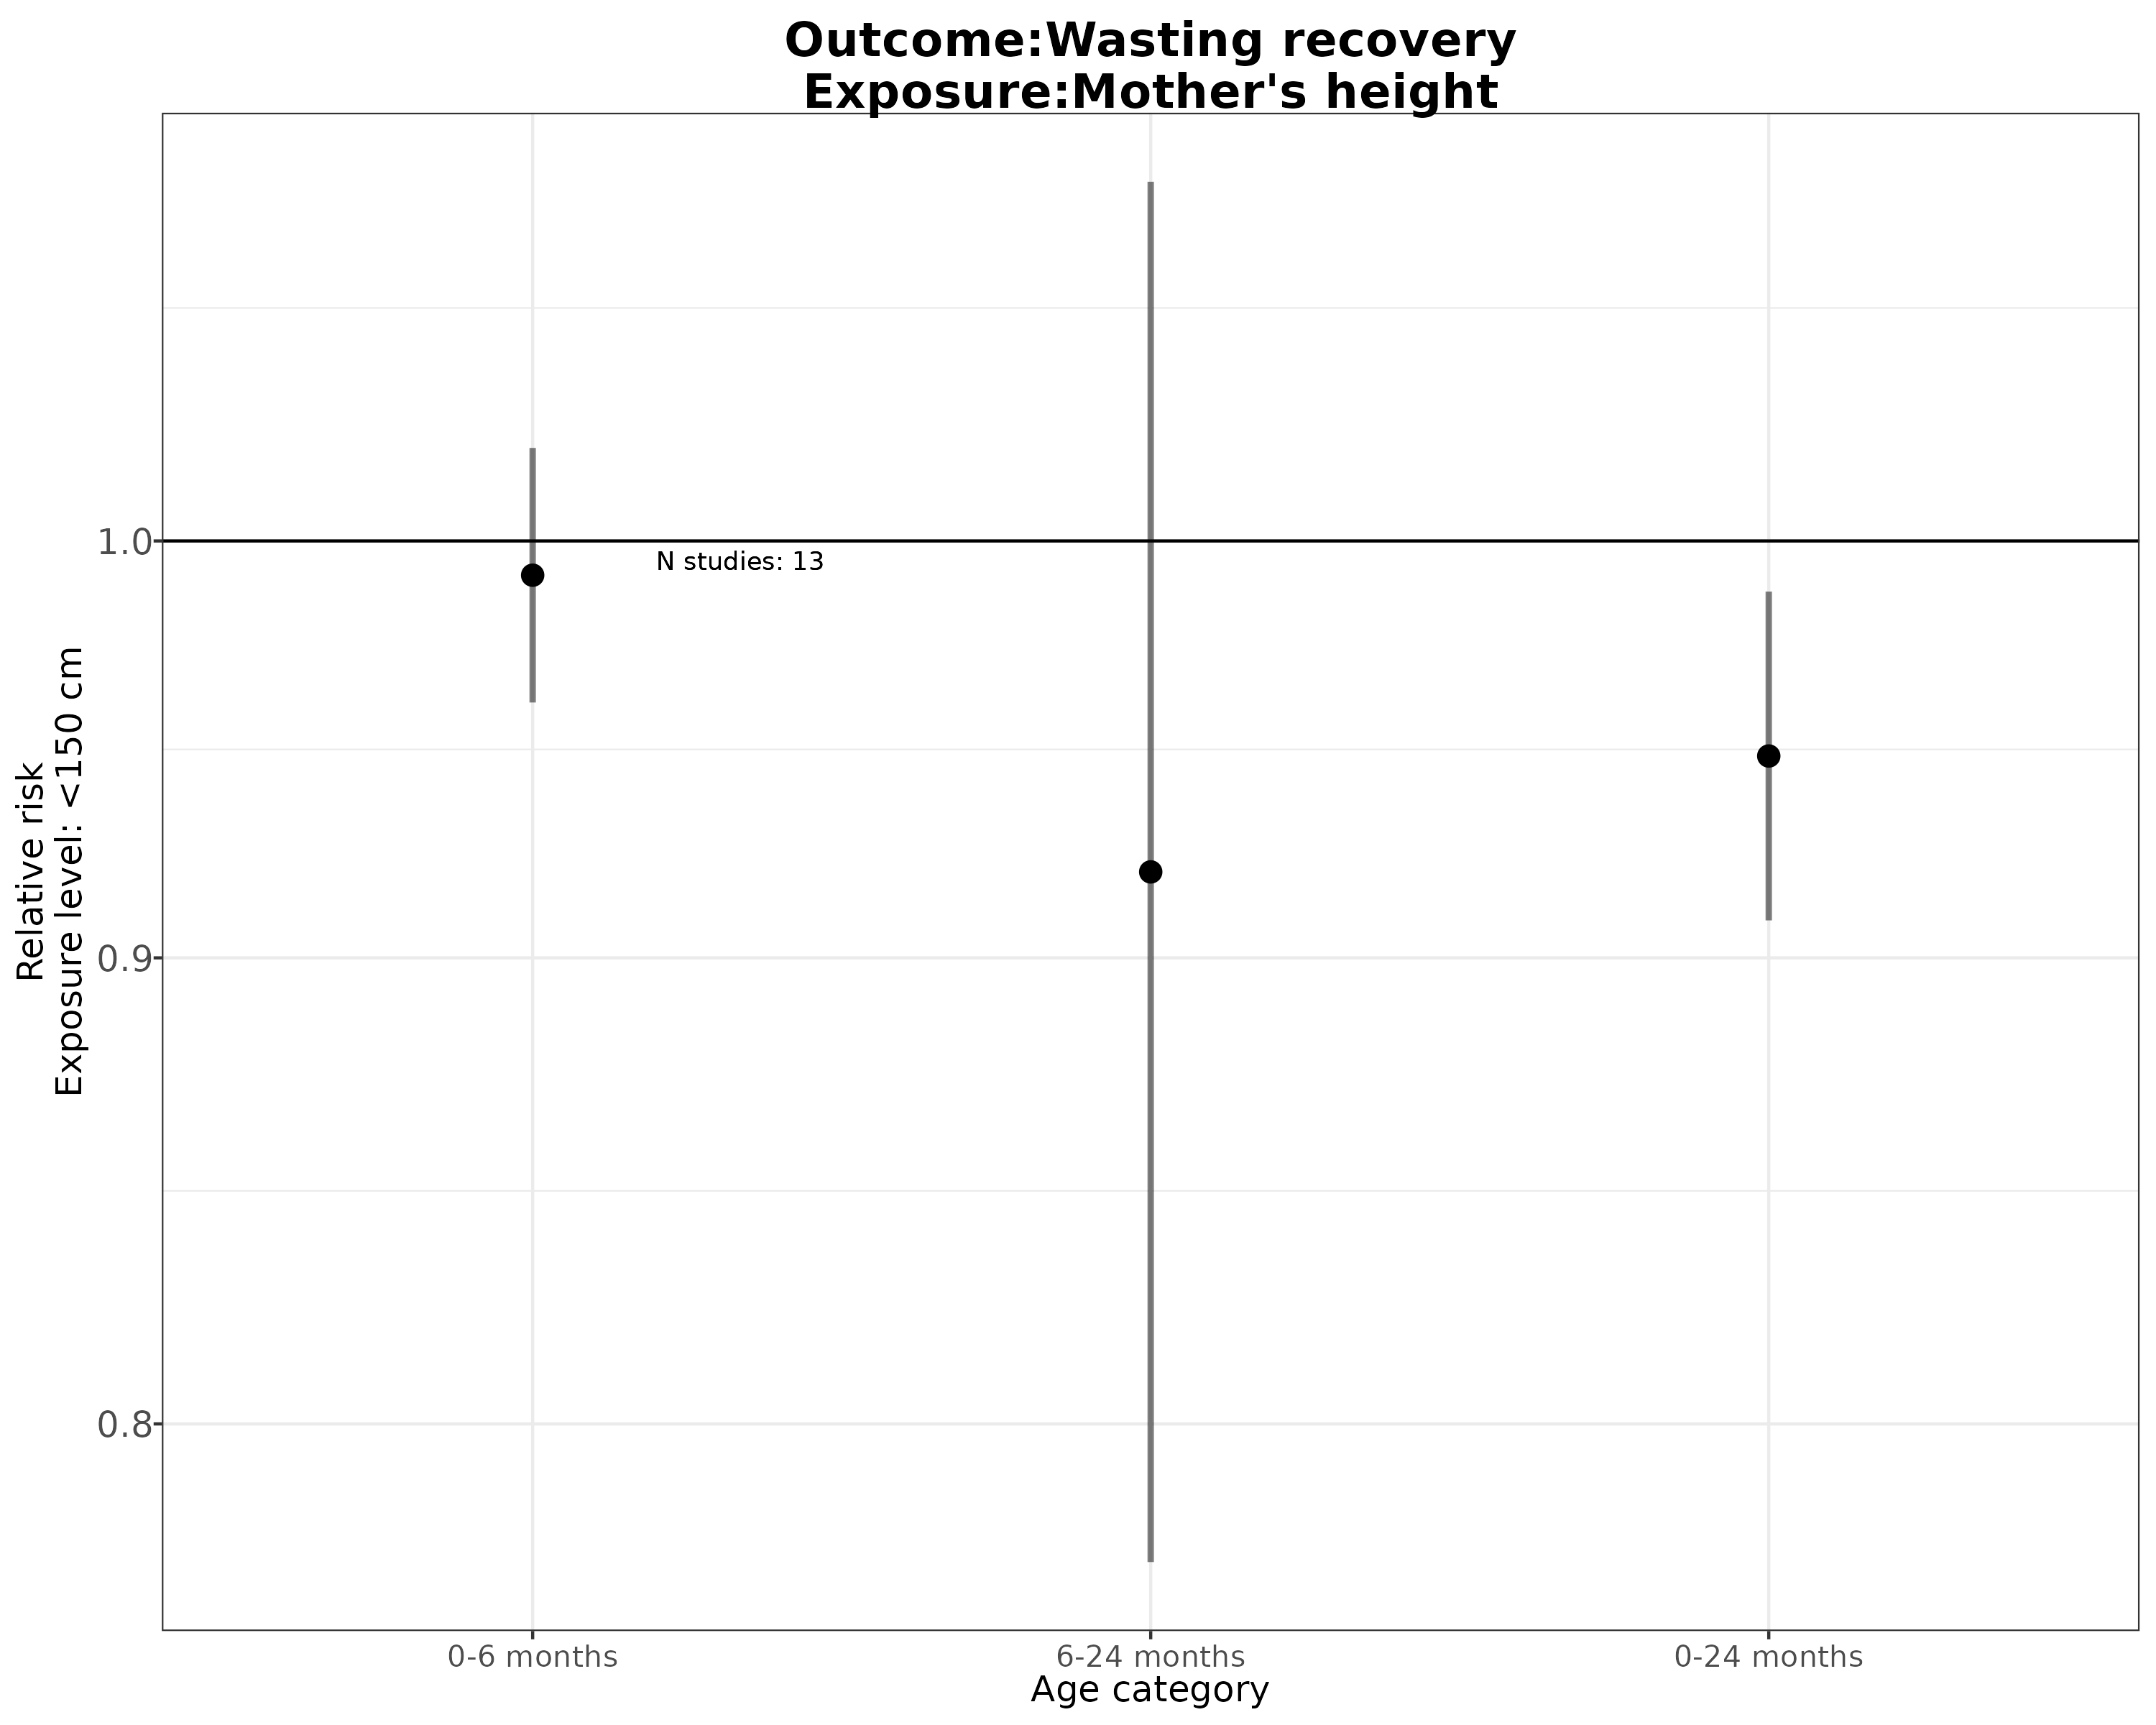 Outcome:Wasting recovery
Exposure:Mother's height
Relative risk
Exposure level: <150 cm
1.0
0.9
0.8
N studies: 13
0-6 months
6-24 months
0-24 months
Age category